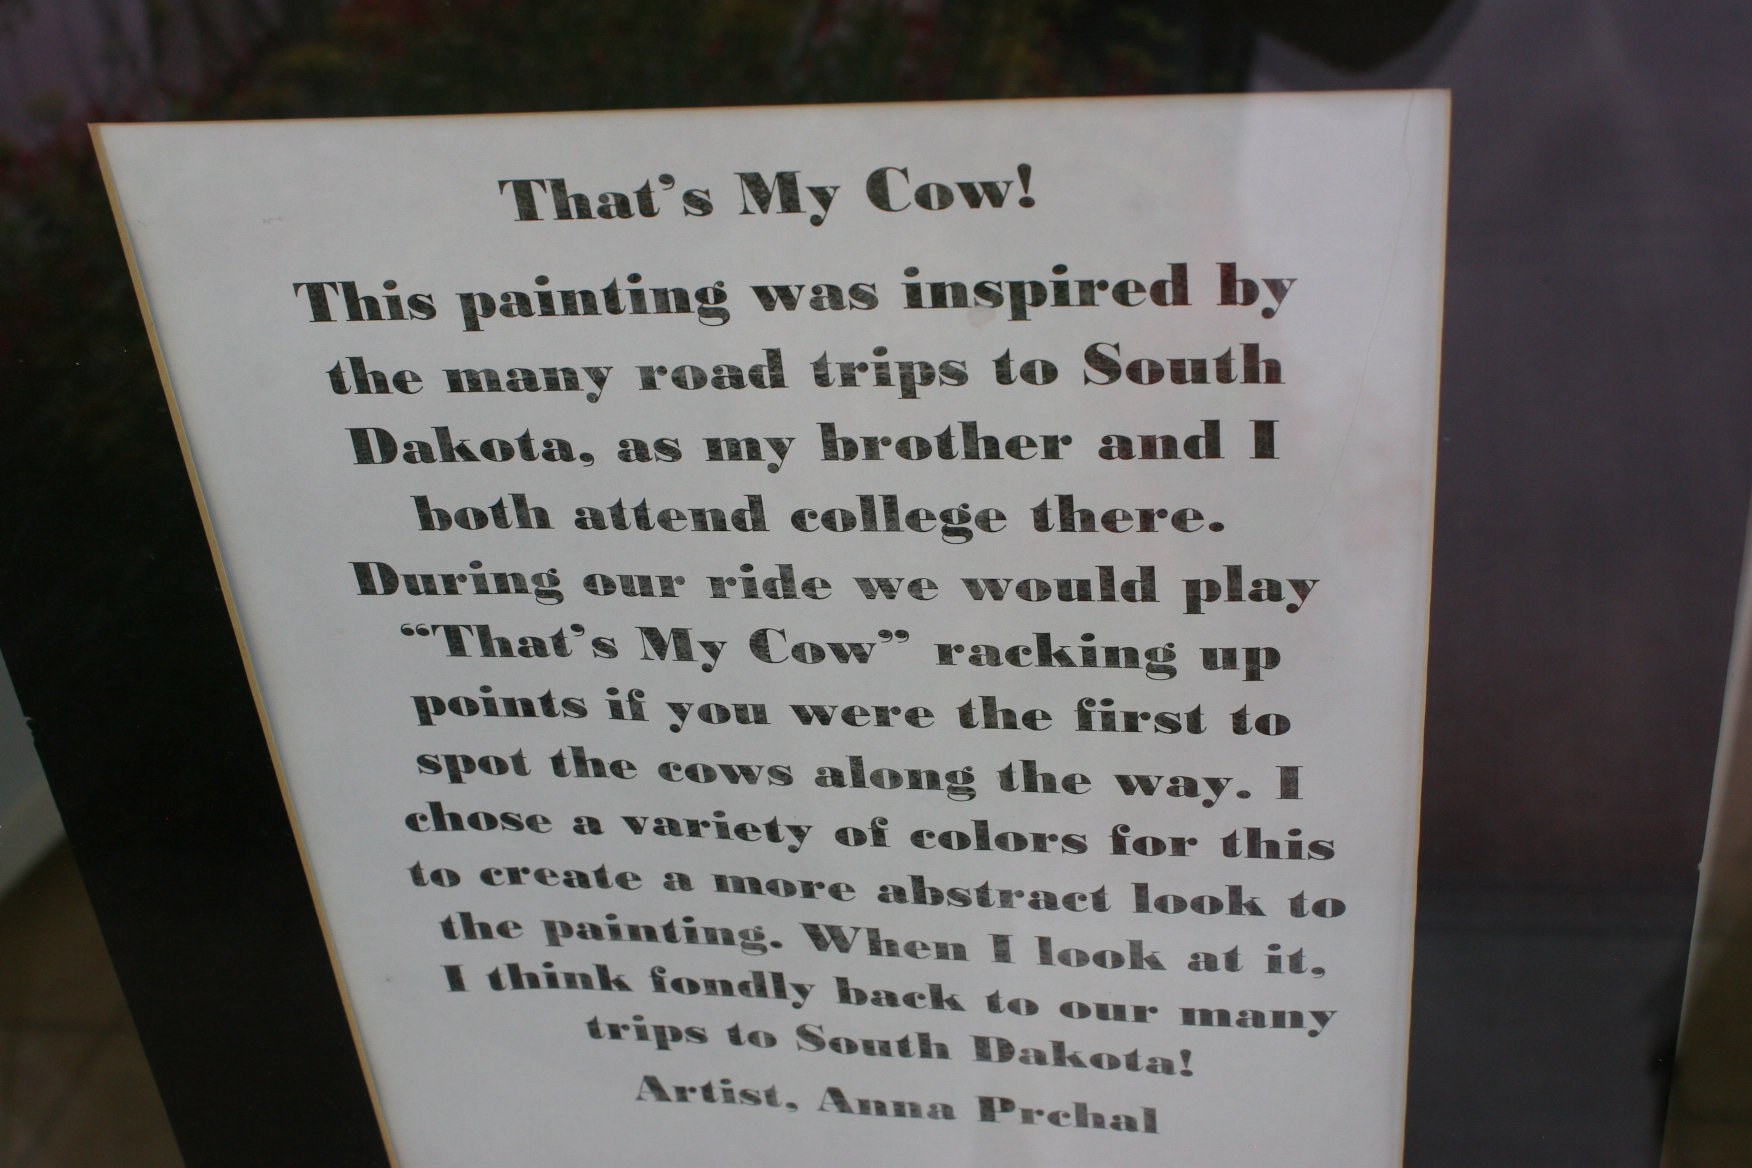 That's My Cow!
This painting was inspired by
the many road trips to South
Dakota, as my brother and I
both attend college there.
During our ride we would play
“That's My Cow” racking up
points if you were the first to
spot the cows along the way. I
chose a variety of colors for this
to create a more abstract look to
the painting. When I look at it,
I think fondly back to our many
trips to South Dakota!
Artist, Anna Prchal